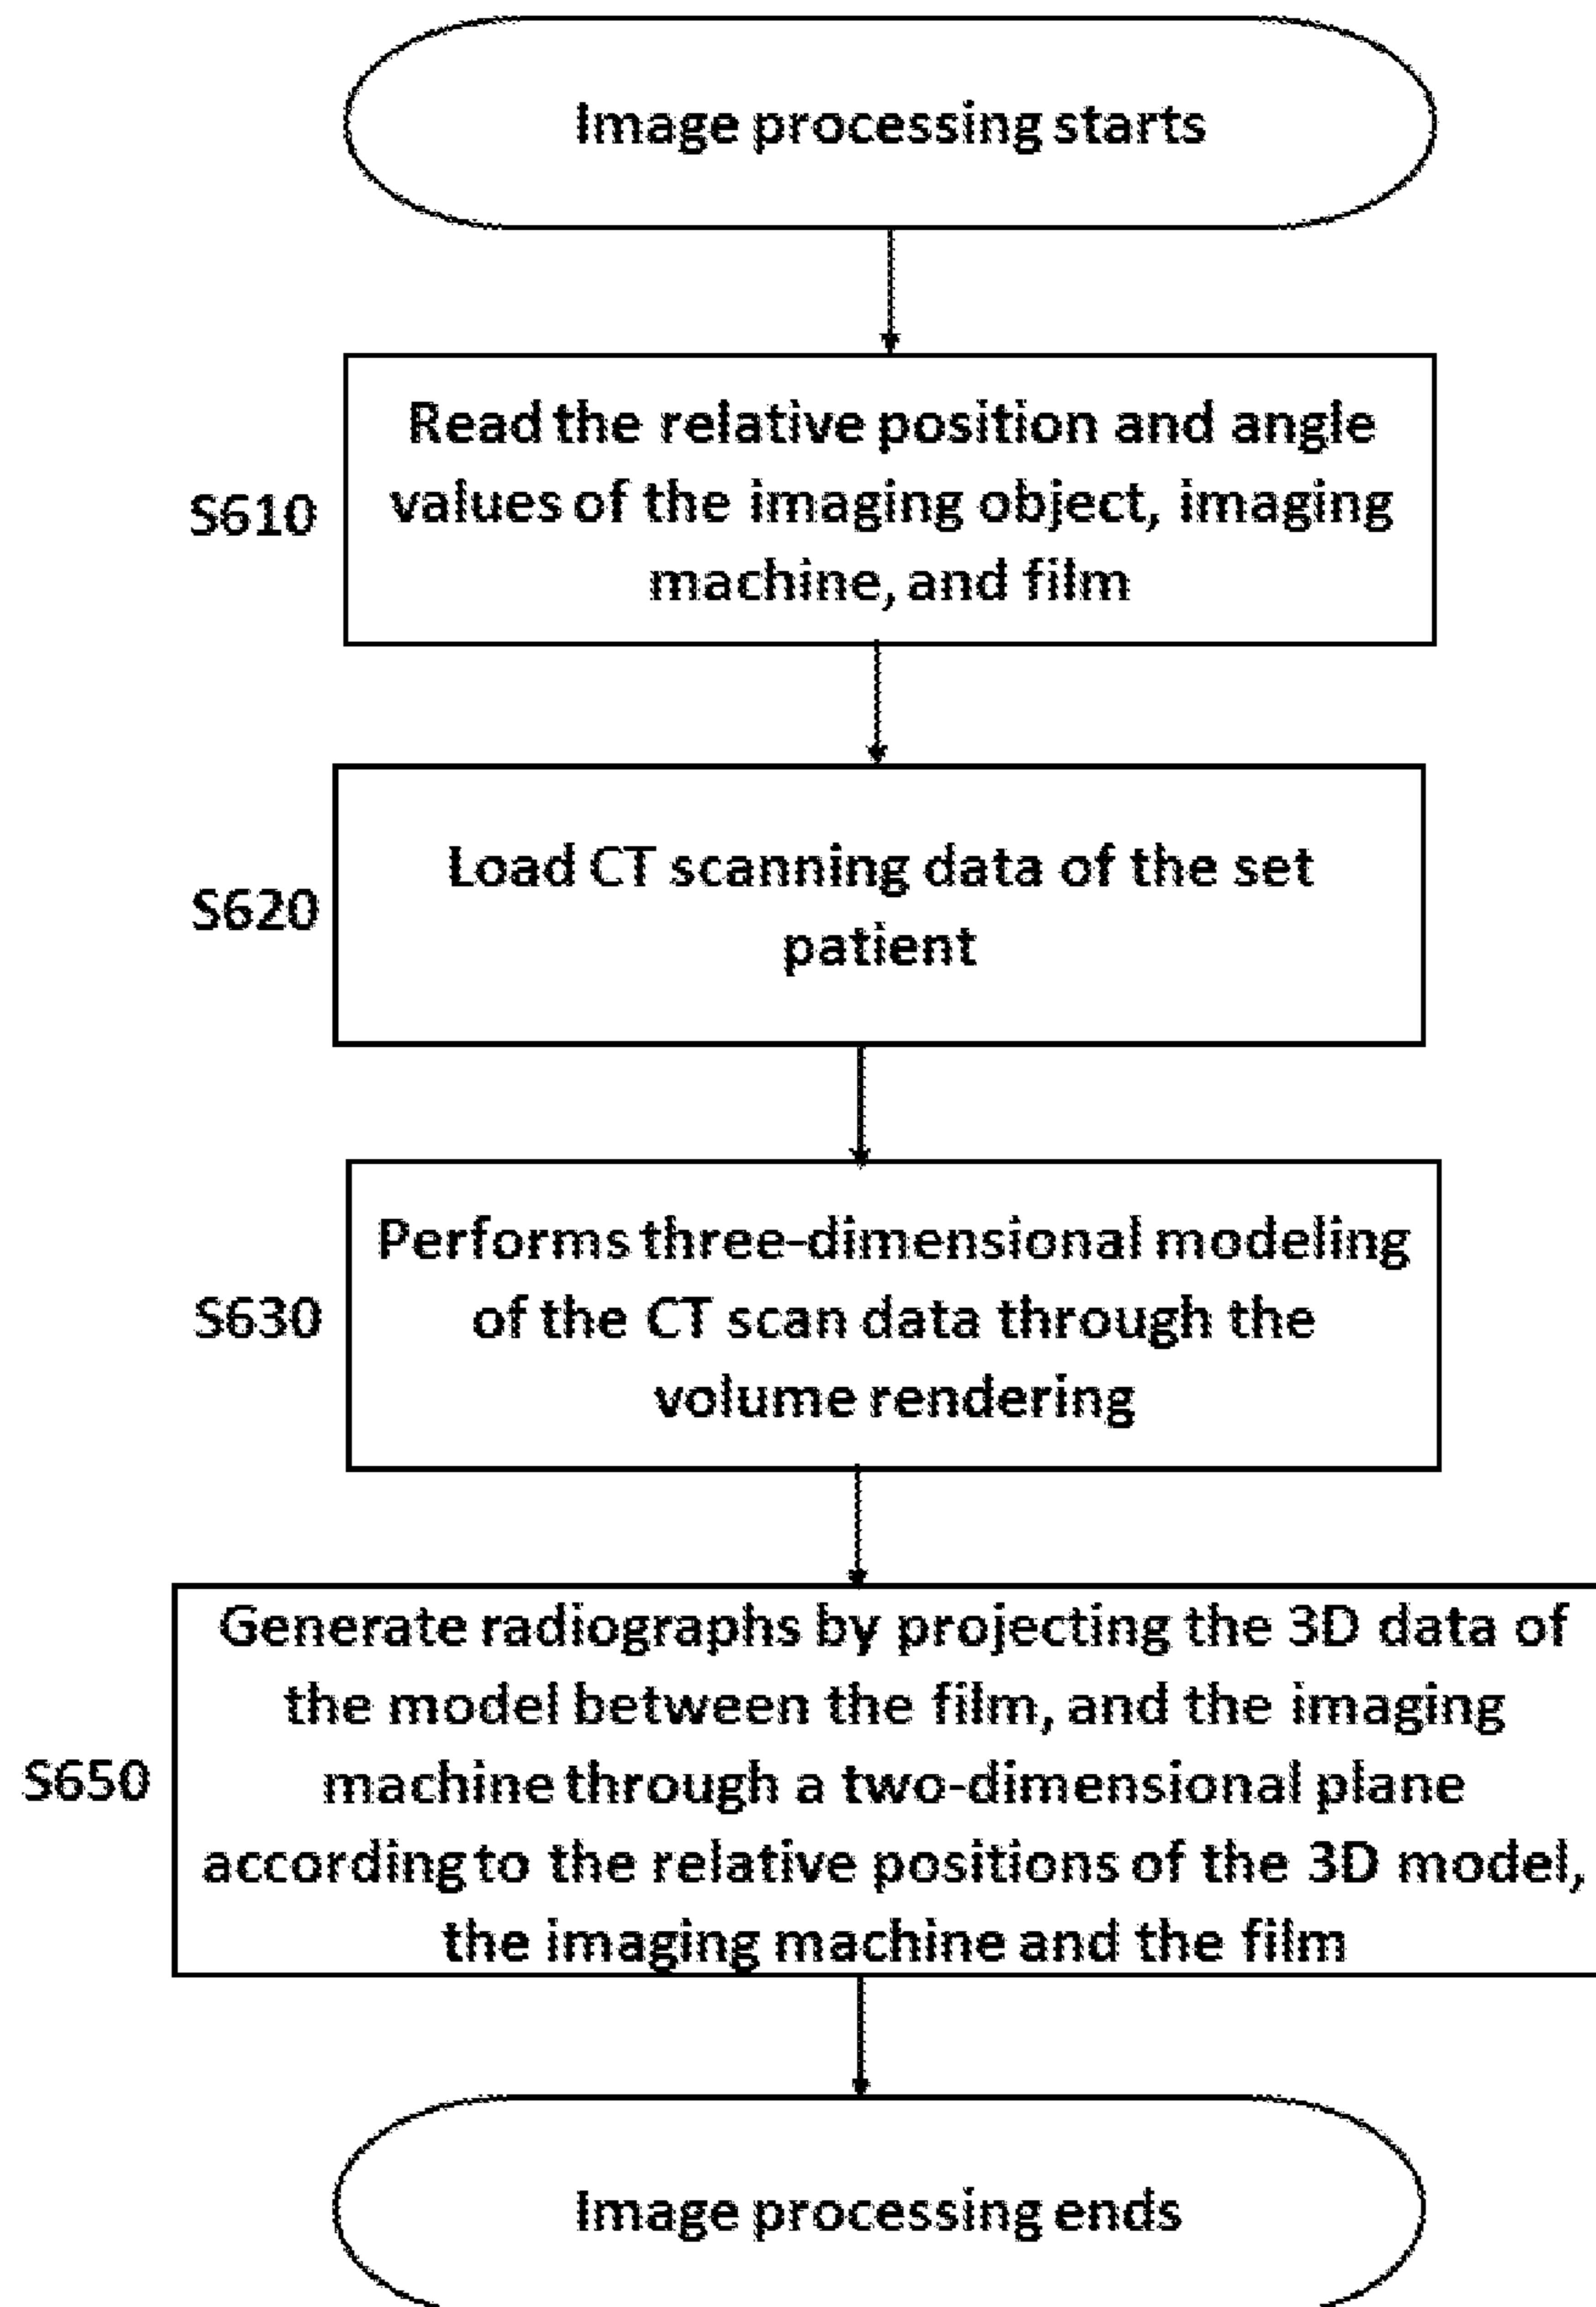 Image processing starts
S610
Read the relative position and angle
values of the imaging object, imaging
machine, and film
S620
Load CT scanning data of the set
patient
S630
Performs three-dimensional modeling
of the CT scan data through the
volume rendering
S650
Generate radiographs by projecting the 3D data of
the model between the film, and the imaging
machine through a two-dimensional plane
according to the relative positions of the 3D model,
the imaging machine and the film
Image processing ends